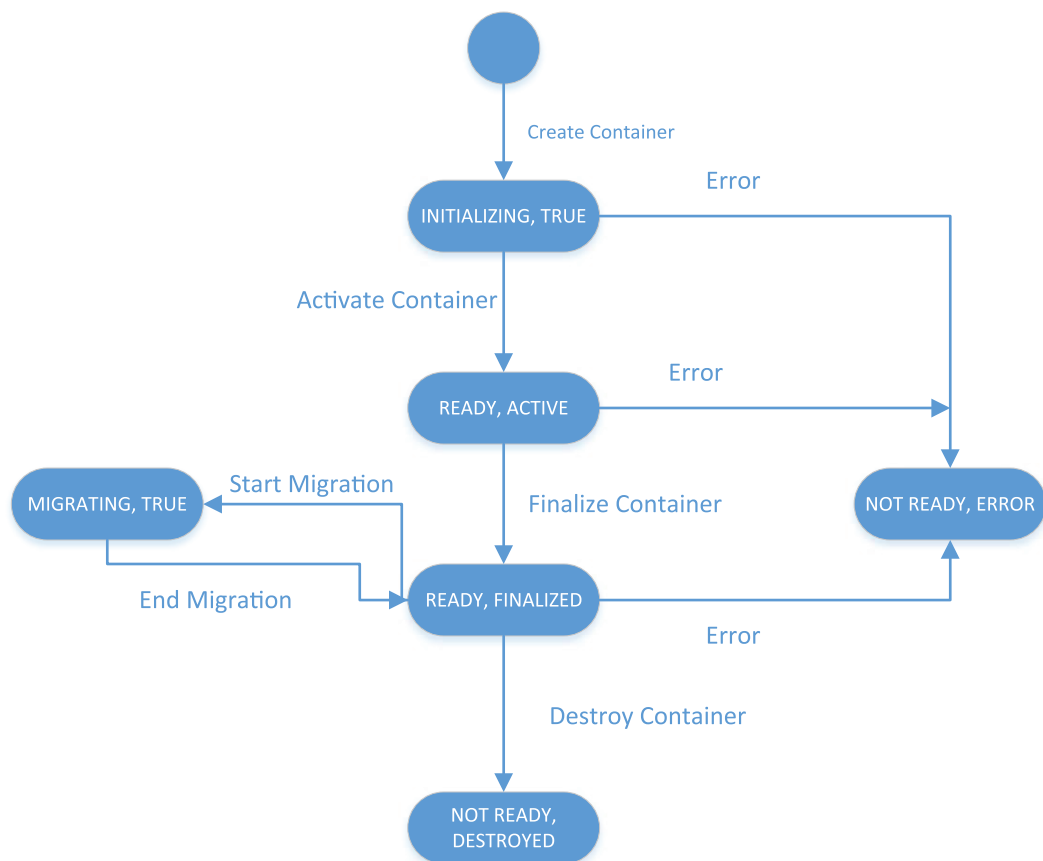 Create Container
Error
INITIALIZING, TRUE
Activate Container
Error
READY, ACTIVE
Start Migration
MIGRATING, TRUE
Finalize Container
NOT READY, ERROR
End Migration
READY, FINALIZED
Error
Destroy Container
NOT READY,
DESTROYED